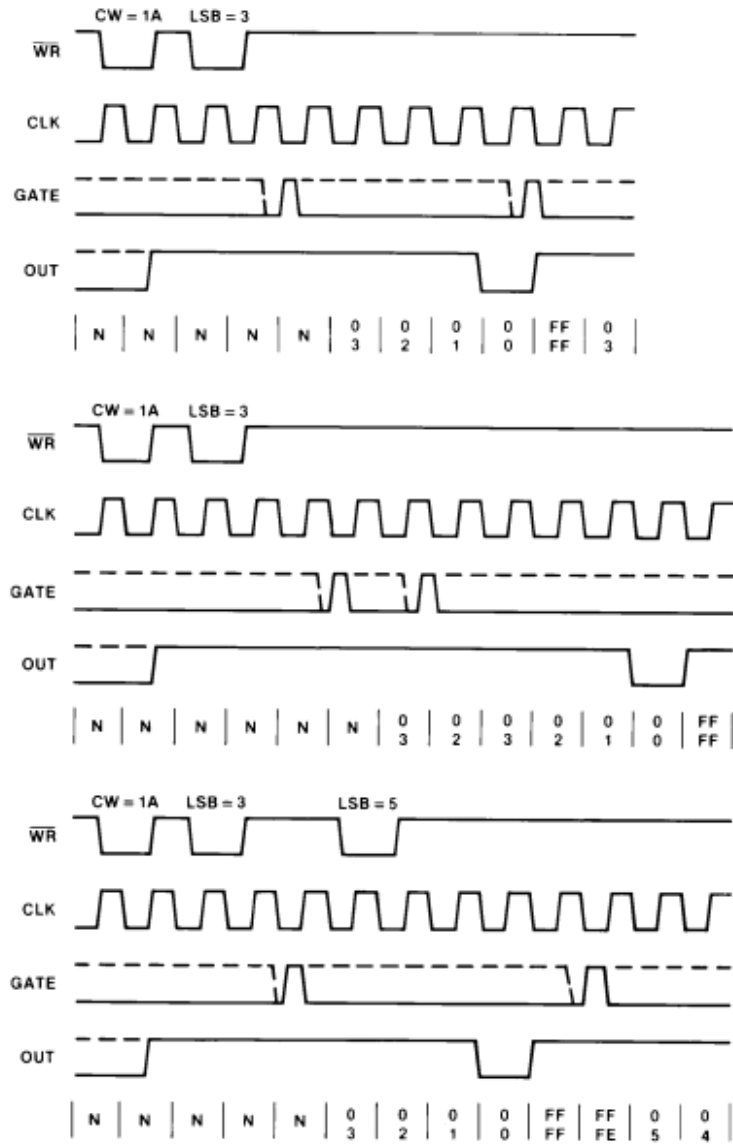 CW = 1A LSB = 3
WR
CLK
GATE
OUT
N N N N N 0 0 0 0 FF 0
3 2 1 0 FF 3
CW = 1A LSB = 3
WR
CLK
GATE
OUT
N N N N N N 0 0 0 0 0 0 FF
3 2 3 2 1 0 FF
CW = 1A LSB = 3 LSB = 5
WR
CLK
GATE
OUT
N N N N N 0 0 0 0 FF FF 0 0
3 2 1 0 FF FE 5 4